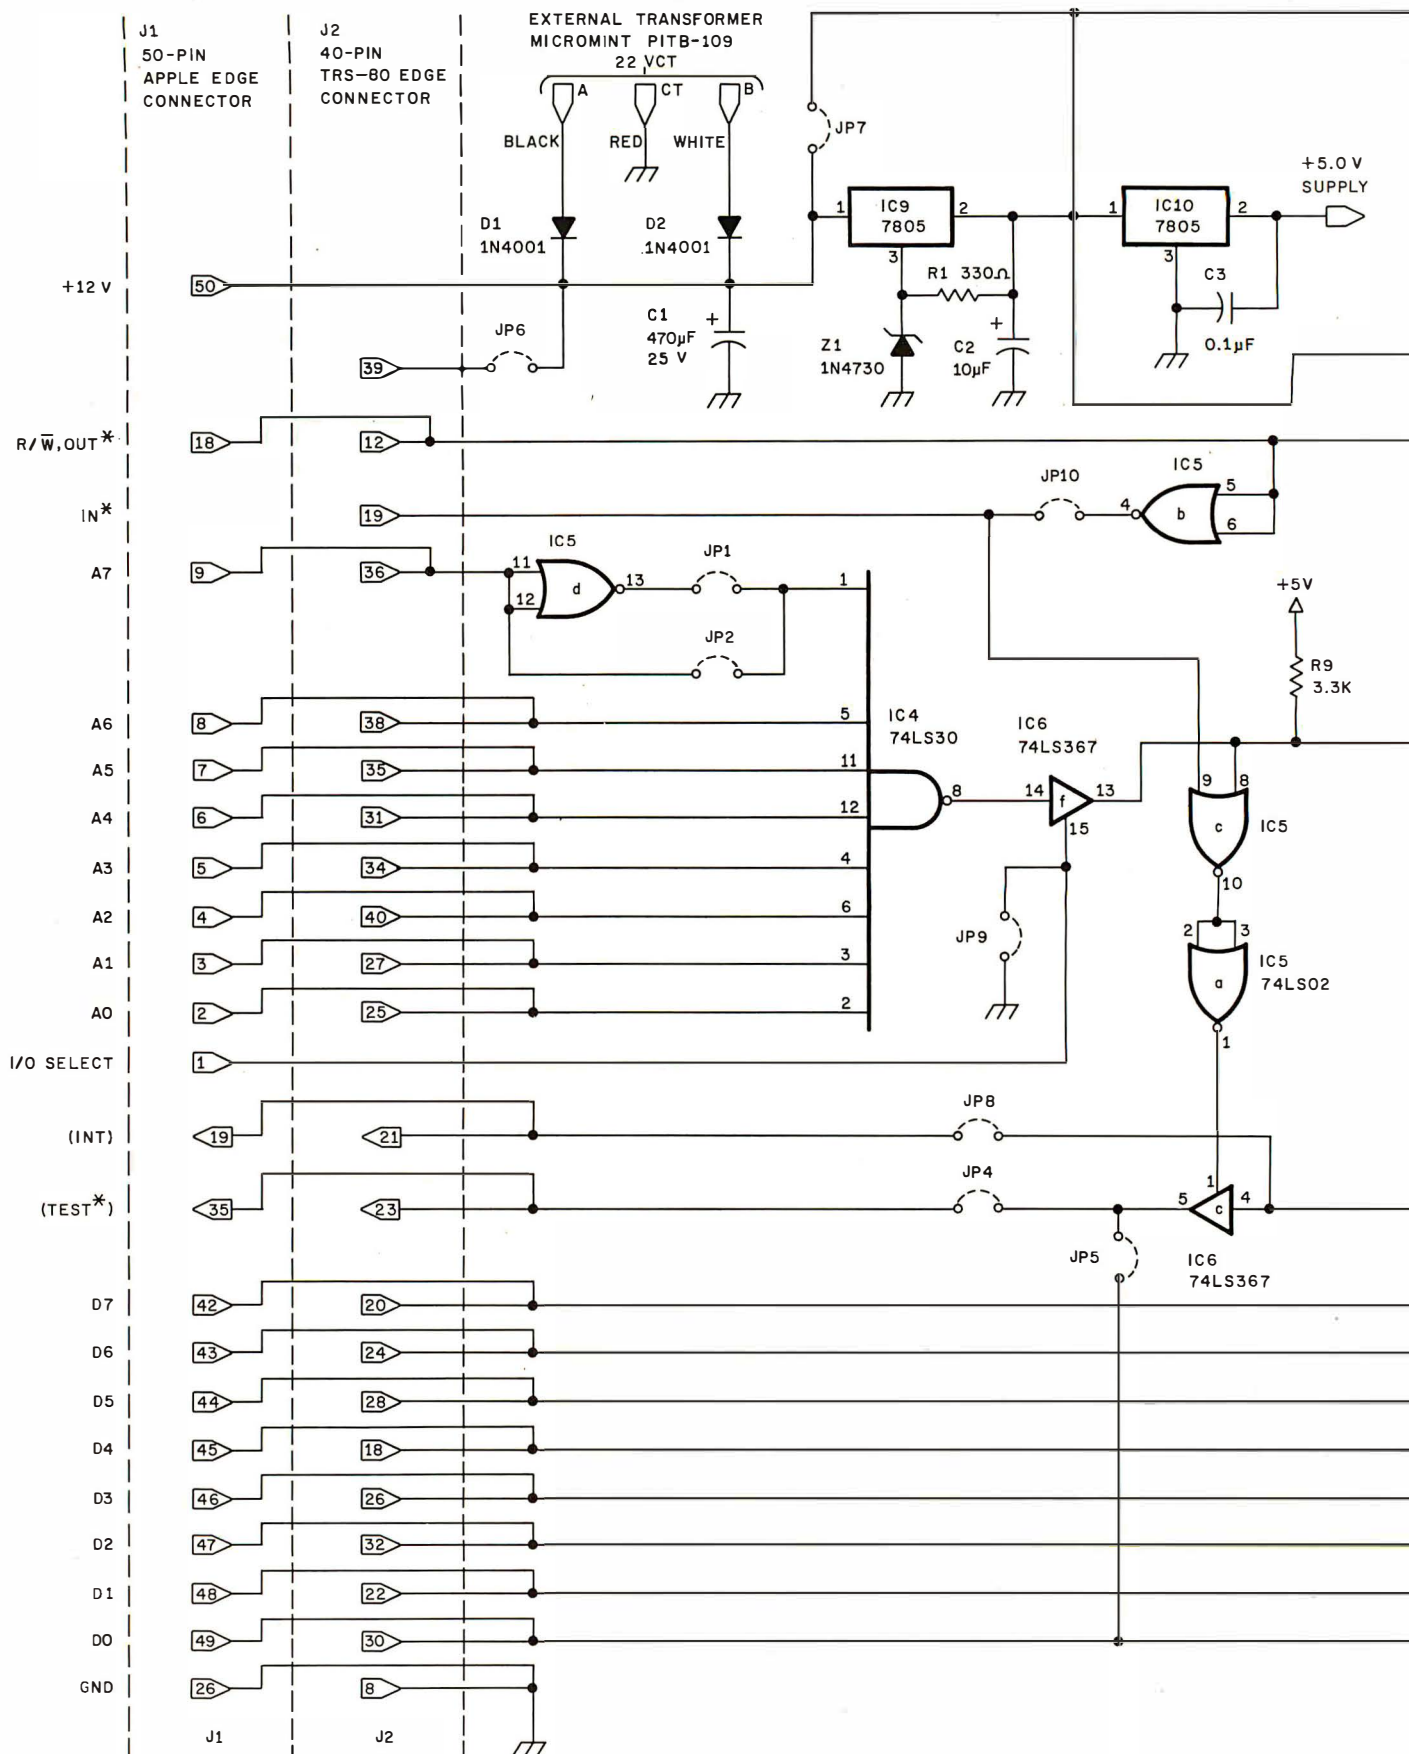 J1
50-PIN
APPLE EDGE
CONNECTOR
J2
40-PIN
TRS-80 EDGE
CONNECTOR
EXTERNAL TRANSFORMER
MICROMINT PITB-109
22 VCT
A
CT
B
BLACK
RED
WHITE
JP7
D1
1N4001
D2
1N4001
1
IC9
7805
2
3
R1 330Ω
1
IC10
7805
2
3
+5.0 V
SUPPLY
C3
0.1μF
+12 V
50
JP6
39
C1
470μF
25 V
+
Z1
1N4730
C2
10μF
+
R/W̅,OUT*
18
12
IC5
JP10
4
b
5
6
IN*
19
A7
9
36
IC5
11
12
d
13
JP1
JP2
1
+5V
R9
3.3K
A6
8
38
5
IC4
74LS30
IC6
74LS367
A5
7
35
11
8
14
f
13
15
9
8
A4
6
31
12
c
IC5
10
A3
5
34
4
A2
4
40
6
JP9
2
3
A1
3
27
3
IC5
74LS02
a
1
A0
2
25
2
I/O SELECT
1
(INT)
19
21
JP8
(TEST*)
35
23
JP4
5
c
4
1
JP5
IC6
74LS367
D7
42
20
D6
43
24
D5
44
28
D4
45
18
D3
46
26
D2
47
32
D1
48
22
D0
49
30
GND
26
8
J1
J2